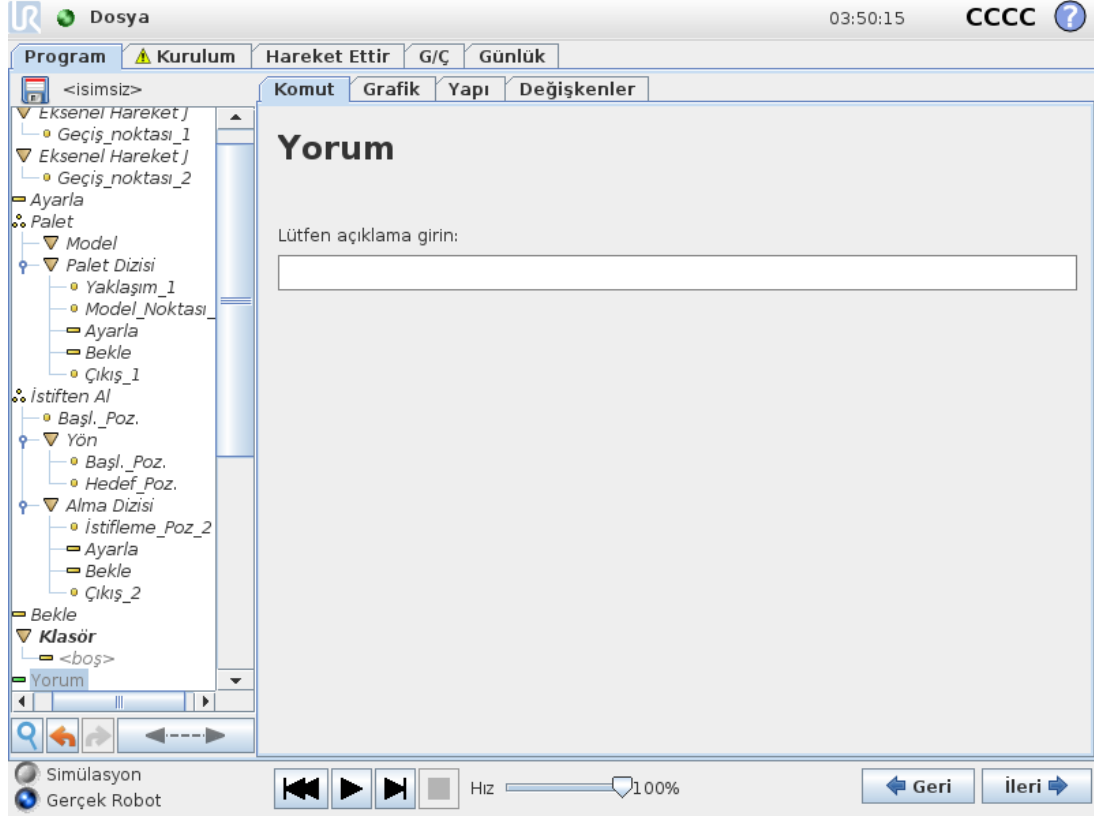 UR Dosya 03:50:15 CCCC ?
Program Kurulum Hareket Ettir G/Ç Günlük
<isimsiz> Komut Grafik Yapı Değişkenler
Eksenel Hareket J
Geçiş_noktası_1
Eksenel Hareket J
Geçiş_noktası_2
Ayarla
Palet
Model
Palet Dizisi
Yaklaşım_1
Model_Noktası_
Ayarla
Bekle
Çıkış_1
İstiften Al
Başl._Poz.
Yön
Başl._Poz.
Hedef_Poz.
Alma Dizisi
İstifleme_Poz_2
Ayarla
Bekle
Çıkış_2
Bekle
Klasör
<boş>
Yorum
Yorum
Lütfen açıklama girin:
Simülasyon
Gerçek Robot
Hız 100%
Geri İleri